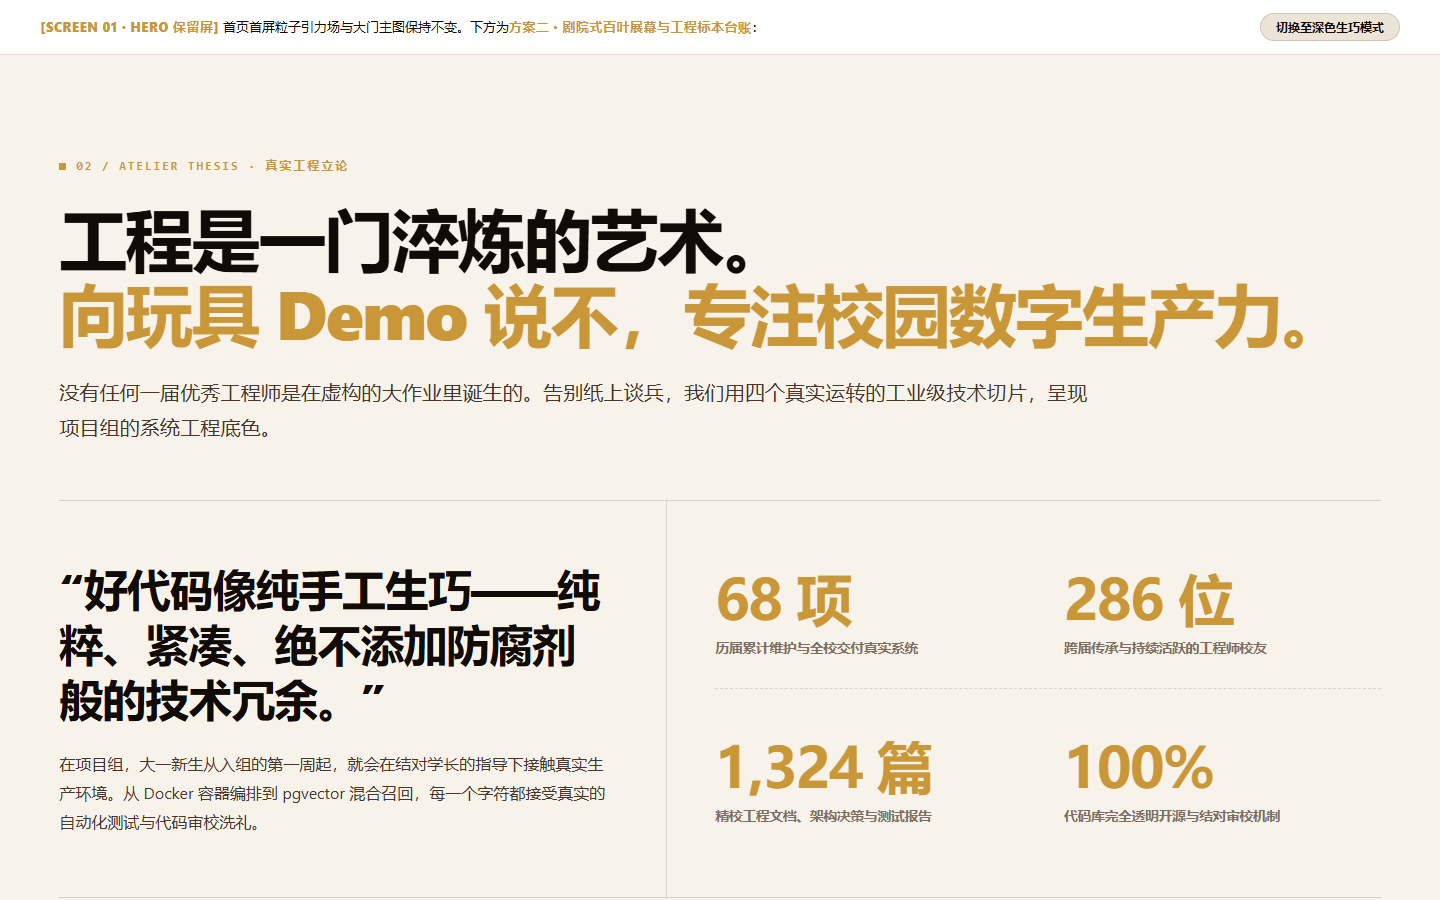 [SCREEN 01 · HERO 保留屏] 首页首屏粒子引力场与大门主图保持不变。下方为方案二 · 剧院式百叶展幕与工程标本台账：
切换至深色生巧模式
02 / ATELIER THESIS · 真实工程立论
工程是一门淬炼的艺术。
向玩具 Demo 说不，专注校园数字生产力。
没有任何一届优秀工程师是在虚构的大作业里诞生的。告别纸上谈兵，我们用四个真实运转的工业级技术切片，呈现
项目组的系统工程底色。
“好代码像纯手工生巧——纯
粹、紧凑、绝不添加防腐剂
般的技术冗余。”
在项目组，大一新生从入组的第一周起，就会在结对学长的指导下接触真实生
产环境。从 Docker 容器编排到 pgvector 混合召回，每一个字符都接受真实的
自动化测试与代码审校洗礼。
68 项
历届累计维护与全校交付真实系统
286 位
跨届传承与持续活跃的工程师校友
1,324 篇
精校工程文档、架构决策与测试报告
100%
代码库完全透明开源与结对审校机制